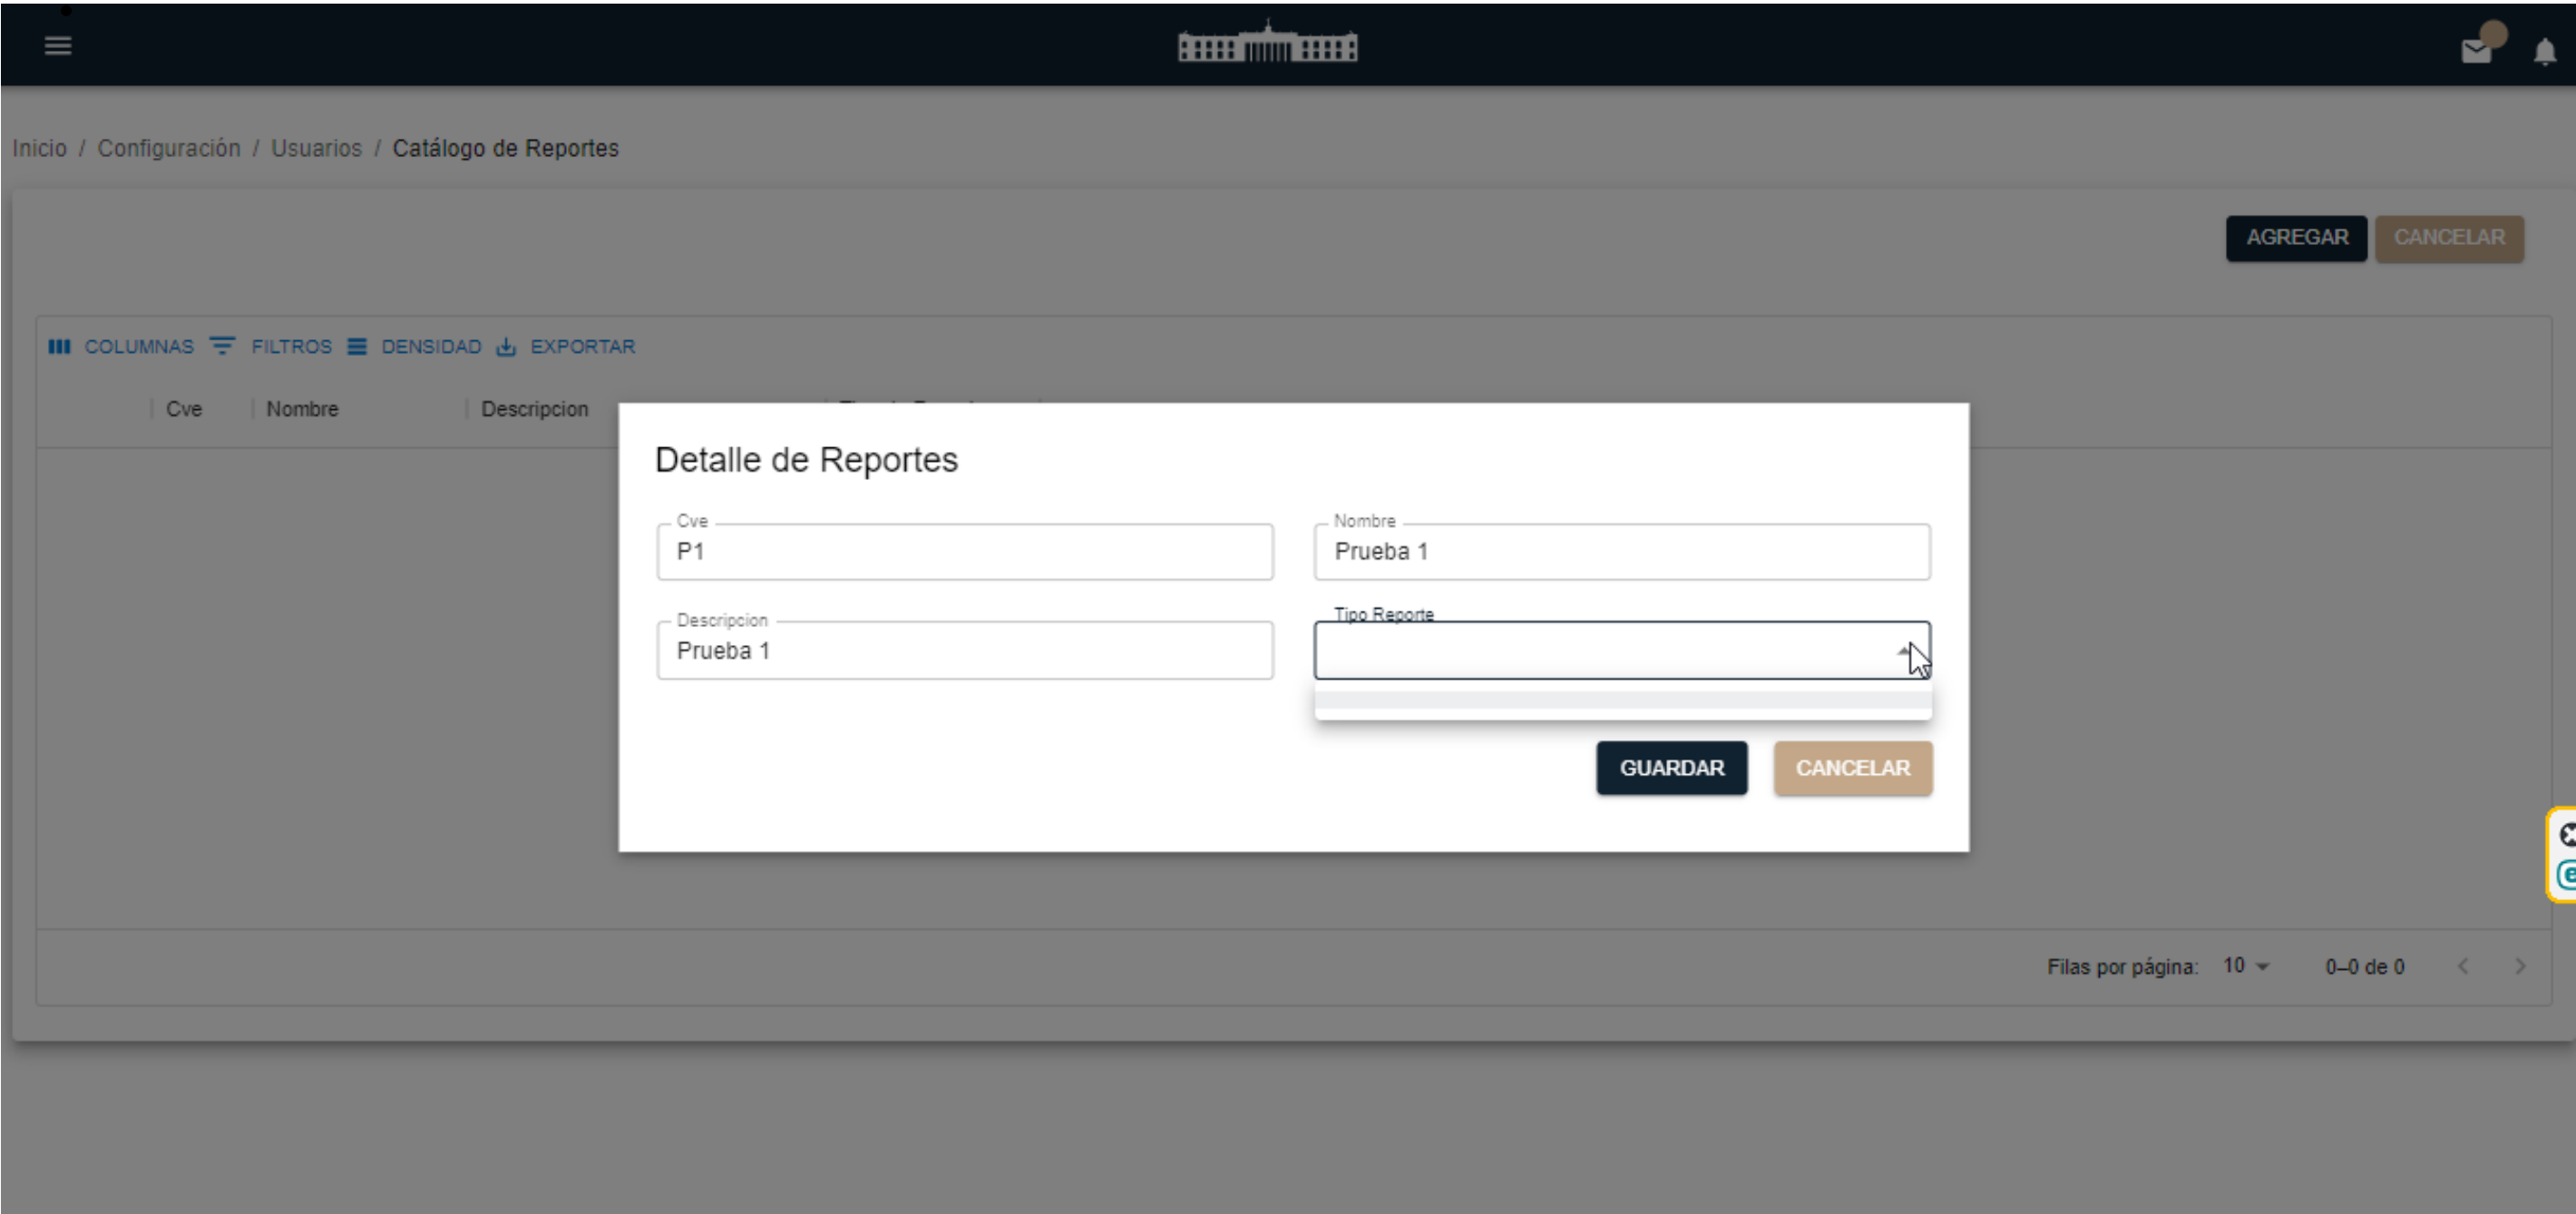 Inicio / Configuración / Usuarios / Catálogo de Reportes
AGREGAR CANCELAR
COLUMNAS FILTROS DENSIDAD EXPORTAR
Cve Nombre Descripcion
Detalle de Reportes
Cve
P1
Nombre
Prueba 1
Descripcion
Prueba 1
Tipo Reporte
GUARDAR CANCELAR
Filas por página: 10 0–0 de 0